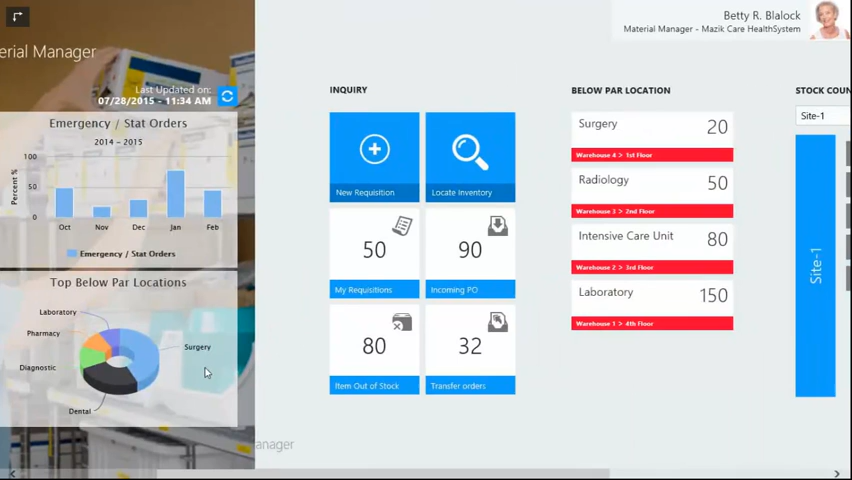 Betty R. Blalock
Material Manager - Mazik Care HealthSystem
erial Manager
Last Updated on:
07/28/2015 - 11:34 AM
Emergency / Stat Orders
2014 – 2015
Percent %
100
50
0
Oct Nov Dec Jan Feb
Emergency / Stat Orders
Top Below Par Locations
Laboratory
Pharmacy
Surgery
Diagnostic
Dental
INQUIRY
New Requisition
Locate Inventory
50
My Requisitions
90
Incoming PO
80
Item Out of Stock
32
Transfer orders
BELOW PAR LOCATION
Surgery 20
Warehouse 4 > 1st Floor
Radiology 50
Warehouse 3 > 2nd Floor
Intensive Care Unit 80
Warehouse 2 > 3rd Floor
Laboratory 150
Warehouse 1 > 4th Floor
STOCK COUN
Site-1
Site-1
anager